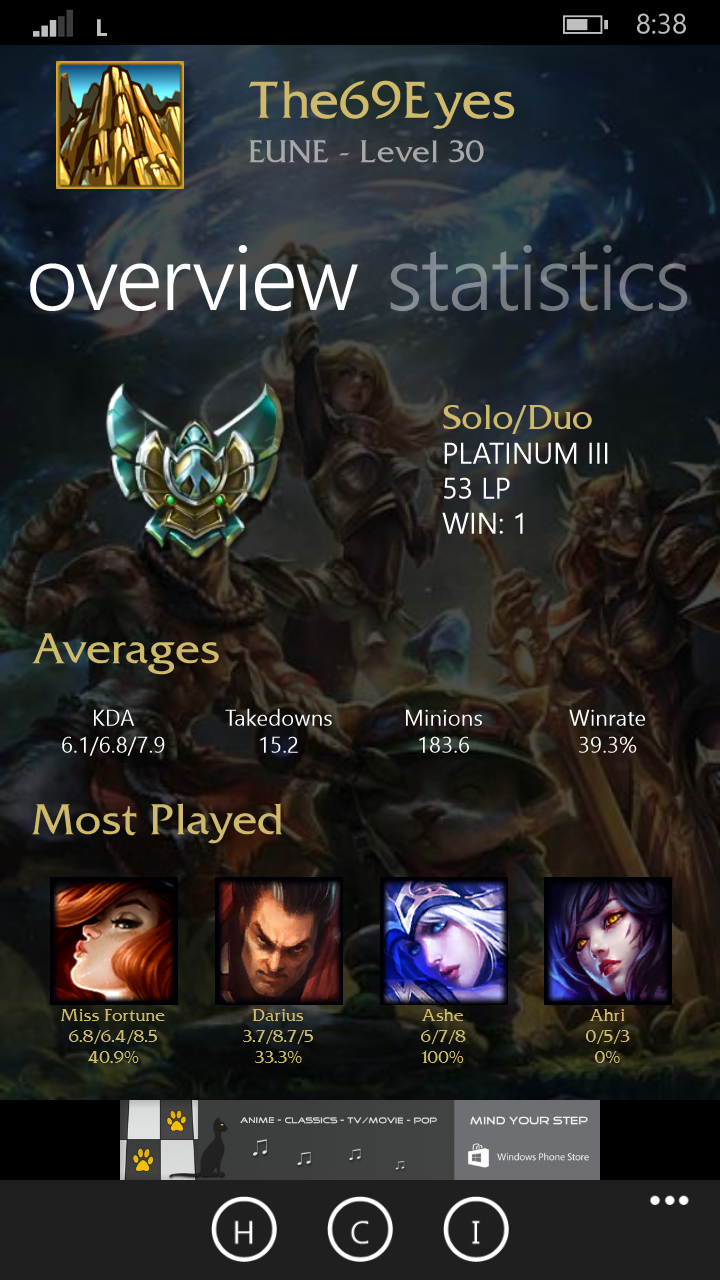 L 8:38
The69Eyes
EUNE - Level 30
overview statistics
Solo/Duo
PLATINUM III
53 LP
WIN: 1
Averages
KDA Takedowns Minions Winrate
6.1/6.8/7.9 15.2 183.6 39.3%
Most Played
Miss Fortune Darius Ashe Ahri
6.8/6.4/8.5 3.7/8.7/5 6/7/8 0/5/3
40.9% 33.3% 100% 0%
ANIME - CLASSICS - TV/MOVIE - POP MIND YOUR STEP
Windows Phone Store
H C I